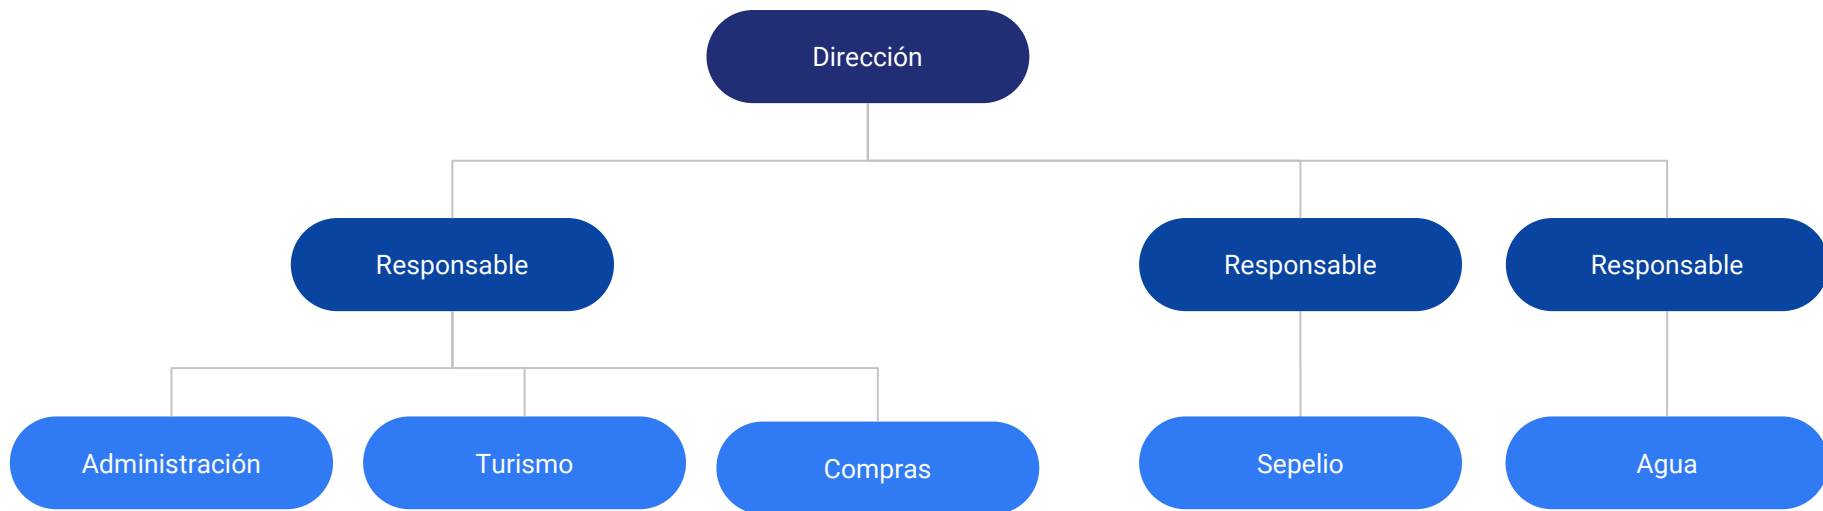 Dirección
Responsable
Responsable
Responsable
Administración
Turismo
Compras
Sepelio
Agua